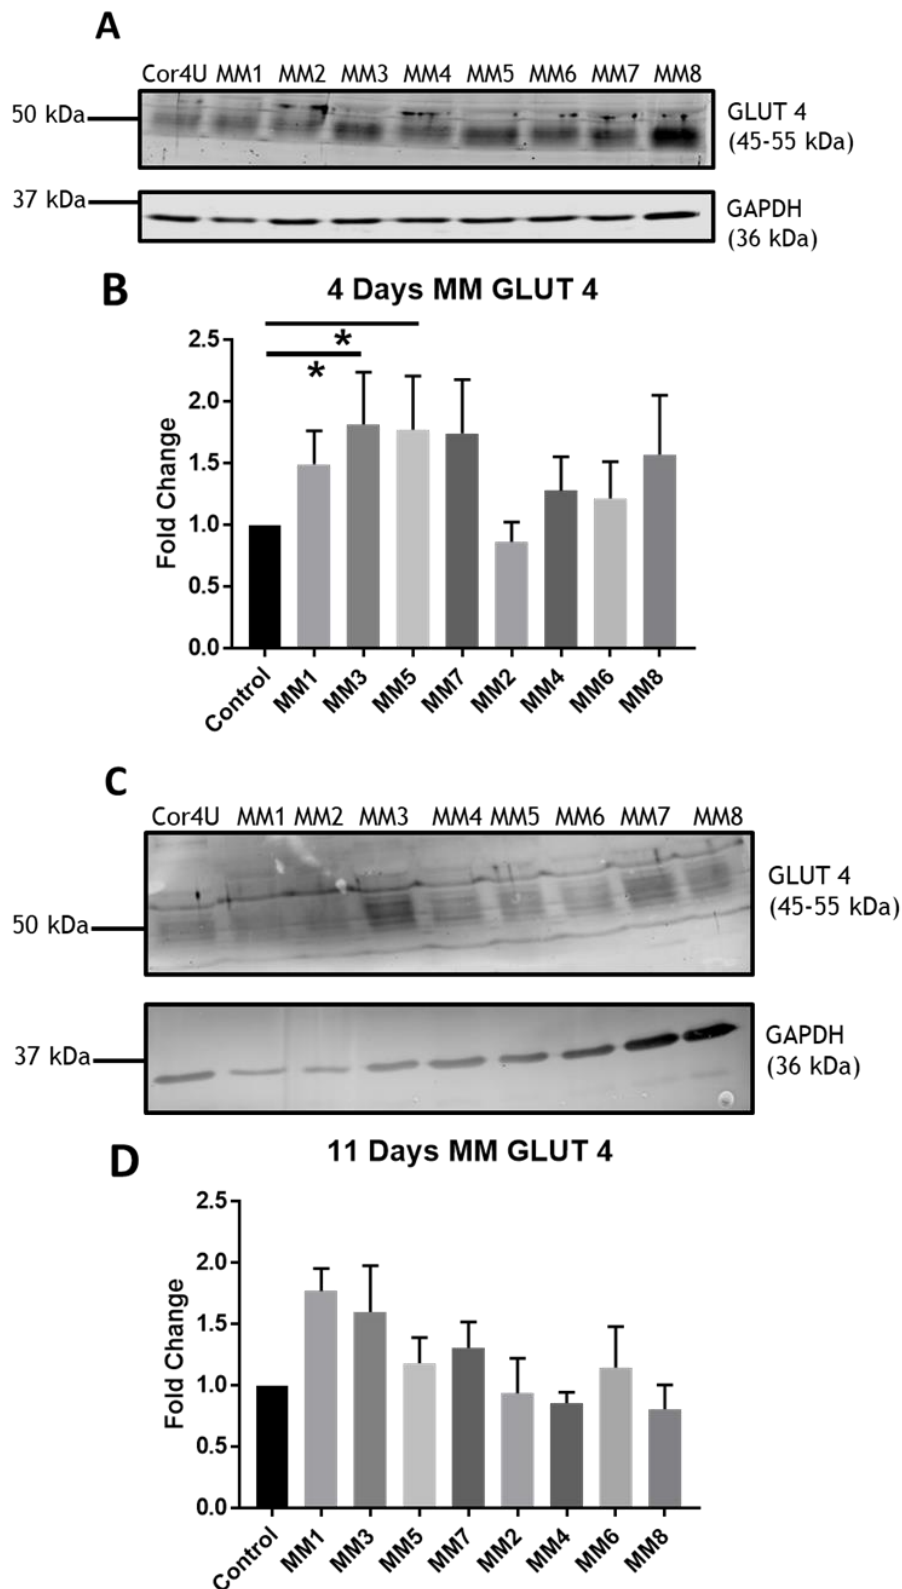 A
Cor4U MM1 MM2 MM3 MM4 MM5 MM6 MM7 MM8
50 kDa
GLUT 4
(45-55 kDa)
37 kDa
GAPDH
(36 kDa)
B
4 Days MM GLUT 4
*
*
Fold Change
2.5
2.0
1.5
1.0
0.5
0.0
Control MM1 MM3 MM5 MM7 MM2 MM4 MM6 MM8
C
Cor4U MM1 MM2 MM3 MM4 MM5 MM6 MM7 MM8
GLUT 4
(45-55 kDa)
50 kDa
GAPDH
(36 kDa)
37 kDa
D
11 Days MM GLUT 4
Fold Change
2.5
2.0
1.5
1.0
0.5
0.0
Control MM1 MM3 MM5 MM7 MM2 MM4 MM6 MM8